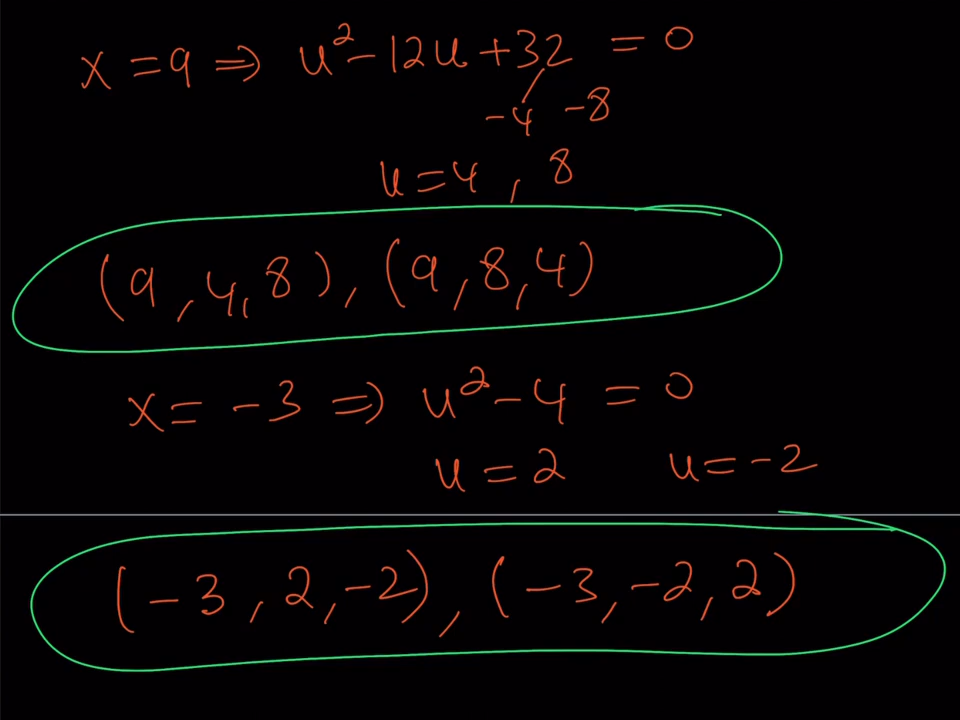 x = 9 ⇒ u² - 12u + 32 = 0
-4 -8
u = 4 , 8
(9 , 4, 8) , (9 , 8, 4)
x = -3 ⇒ u² - 4 = 0
u = 2 u = -2
(-3 , 2, -2) , (-3, -2, 2)